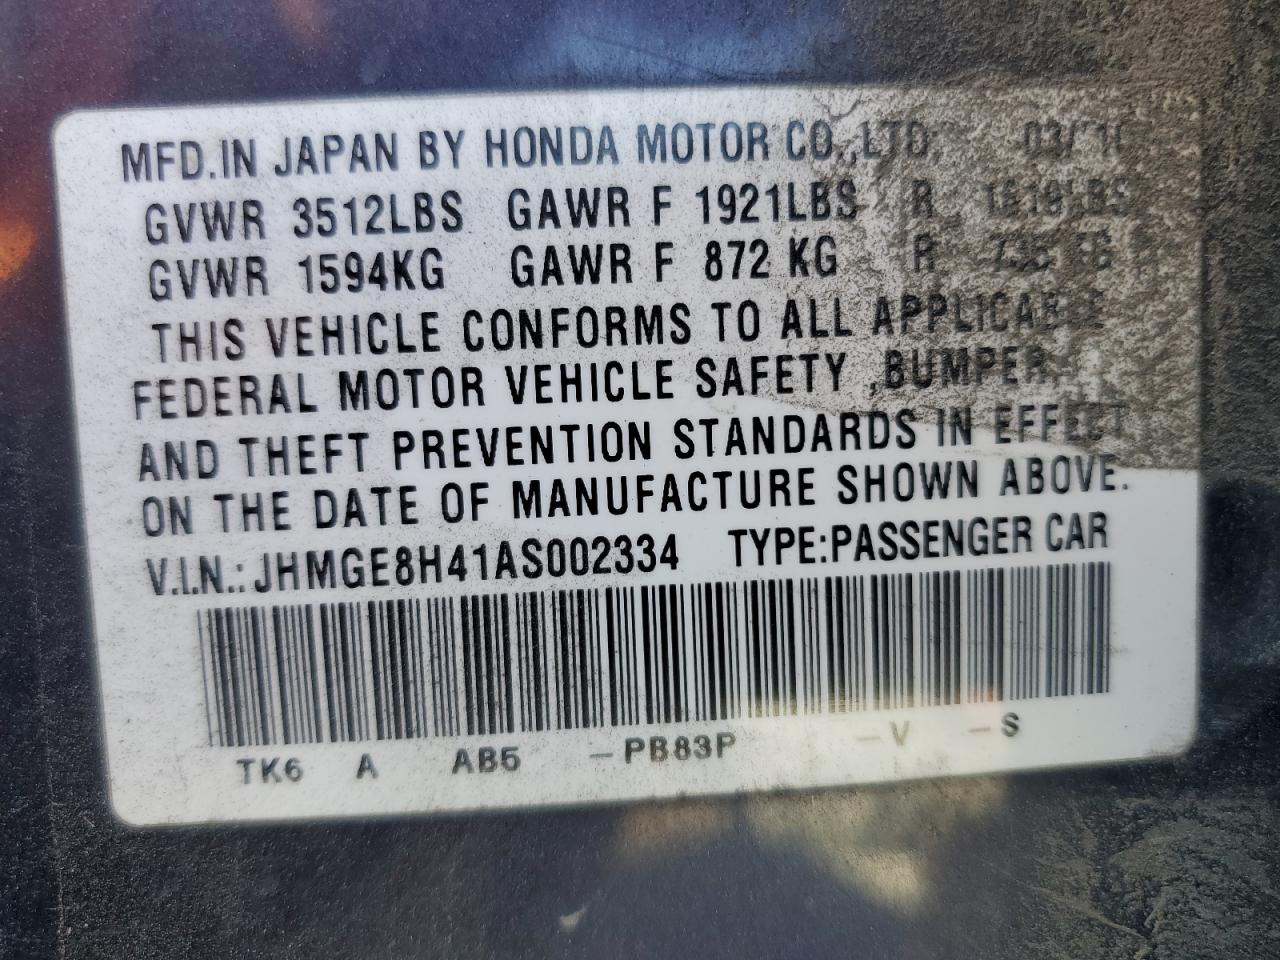 MFD.IN JAPAN BY HONDA MOTOR CO.,LTD.
GVWR 3512LBS GAWR F 1921LBS R
GVWR 1594KG GAWR F 872 KG R
THIS VEHICLE CONFORMS TO ALL APPLICABLE
FEDERAL MOTOR VEHICLE SAFETY ,BUMPER,
AND THEFT PREVENTION STANDARDS IN EFFECT
ON THE DATE OF MANUFACTURE SHOWN ABOVE.
V.I.N.: JHMGE8H41AS002334 TYPE:PASSENGER CAR
TK6 A AB5 –PB83P –V –S